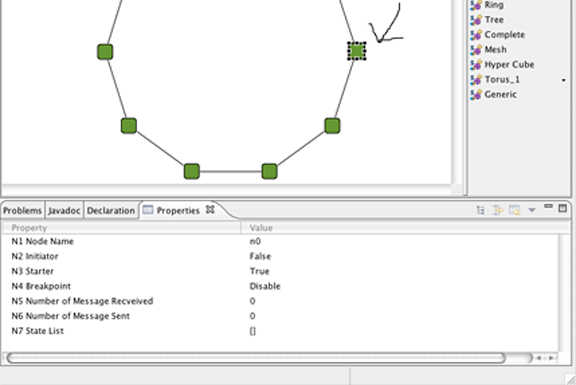 Ring
Tree
Complete
Mesh
Hyper Cube
Torus_1
Generic
Problems Javadoc Declaration Properties
Property Value
N1 Node Name n0
N2 Initiator False
N3 Starter True
N4 Breakpoint Disable
N5 Number of Message Recveived 0
N6 Number of Message Sent 0
N7 State List []